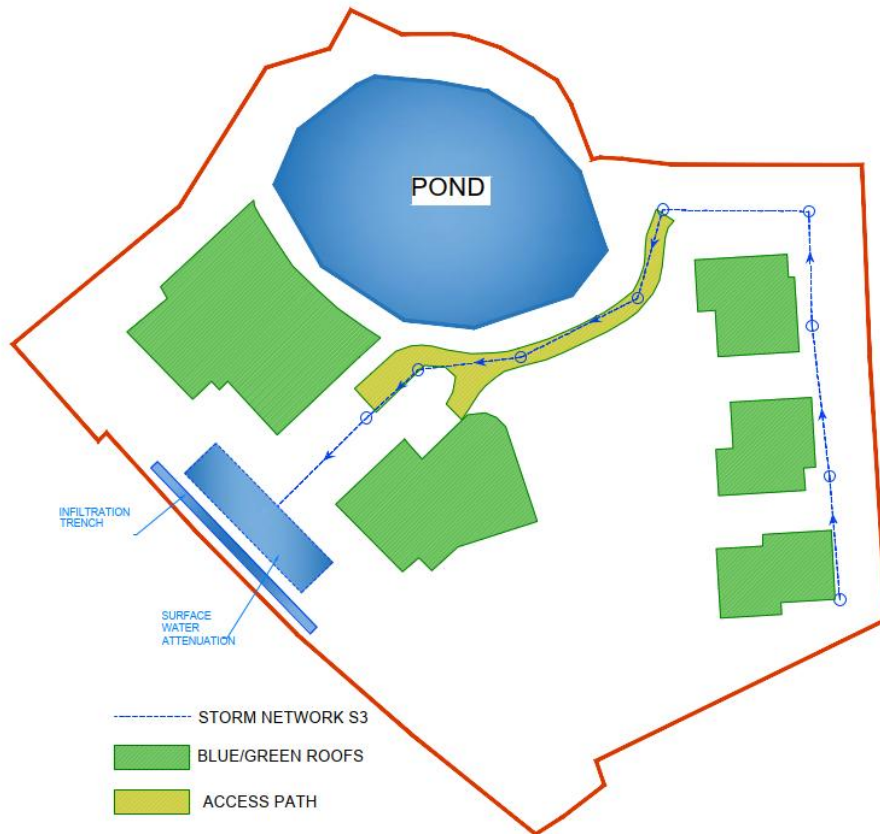 POND
INFILTRATION
TRENCH
SURFACE
WATER
ATTENUATION
STORM NETWORK S3
BLUE/GREEN ROOFS
ACCESS PATH